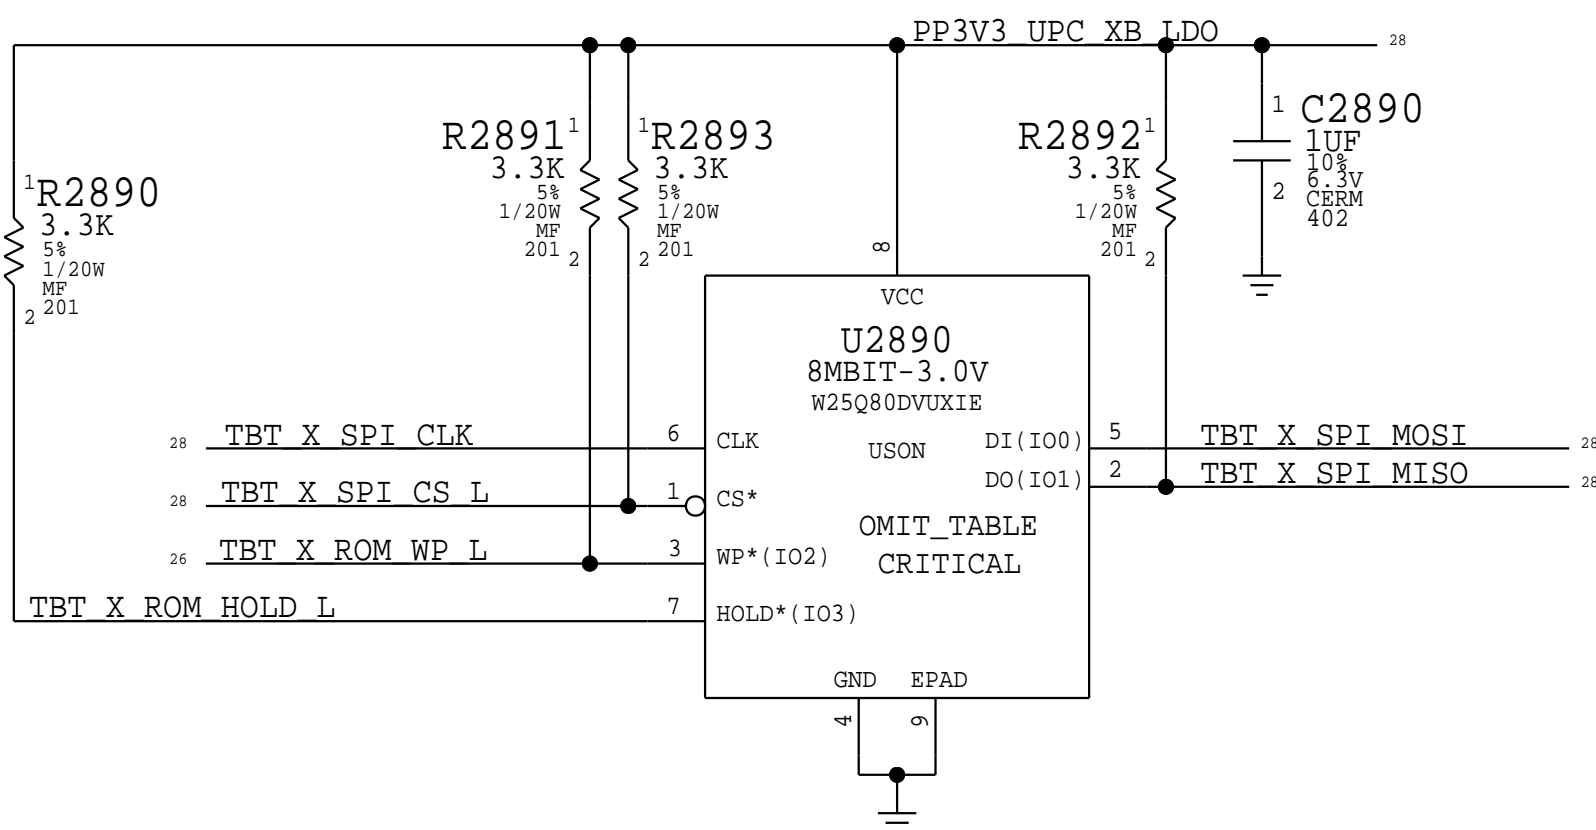 PP3V3_UPC_XB_LDO 28
R2891 1
3.3K
5%
1/20W
MF
201 2
1 R2893
3.3K
5%
1/20W
MF
2 201
R2892 1
3.3K
5%
1/20W
MF
201 2
1 C2890
1UF
10%
6.3V
2 CERM
402
1 R2890
3.3K
5%
1/20W
MF
201
2
8
VCC
U2890
8MBIT-3.0V
W25Q80DVUXIE
28 TBT_X_SPI_CLK 6 CLK
USON
DI(IO0) 5 TBT_X_SPI_MOSI 28
DO(IO1) 2 TBT_X_SPI_MISO 28
28 TBT_X_SPI_CS_L 1 CS*
OMIT_TABLE
26 TBT_X_ROM_WP_L 3 WP*(IO2)
CRITICAL
TBT_X_ROM_HOLD_L 7 HOLD*(IO3)
GND EPAD
4 9